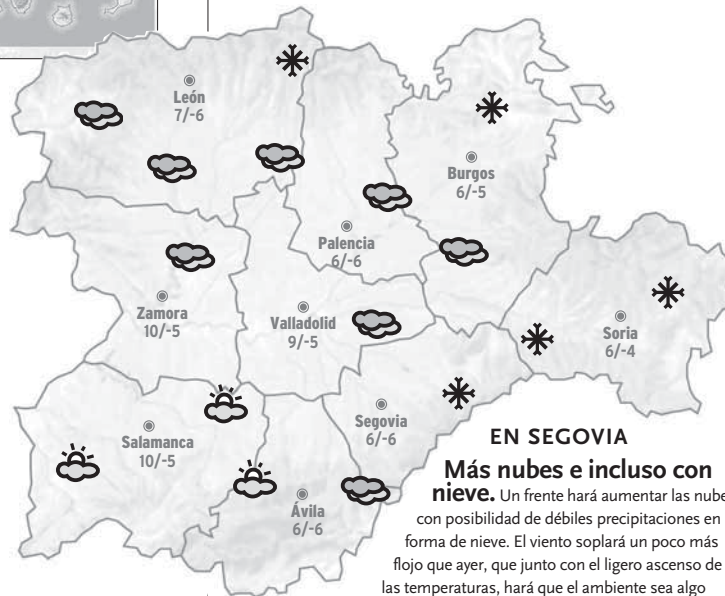 León
7/-6
Burgos
6/-5
Palencia
6/-6
Zamora
10/-5
Valladolid
9/-5
Soria
6/-4
Salamanca
10/-5
Segovia
6/-6
Ávila
6/-6
EN SEGOVIA
Más nubes e incluso con
nieve. Un frente hará aumentar las nube
con posibilidad de débiles precipitaciones en
forma de nieve. El viento soplará un poco más
flojo que ayer, que junto con el ligero ascenso de
las temperaturas, hará que el ambiente sea algo